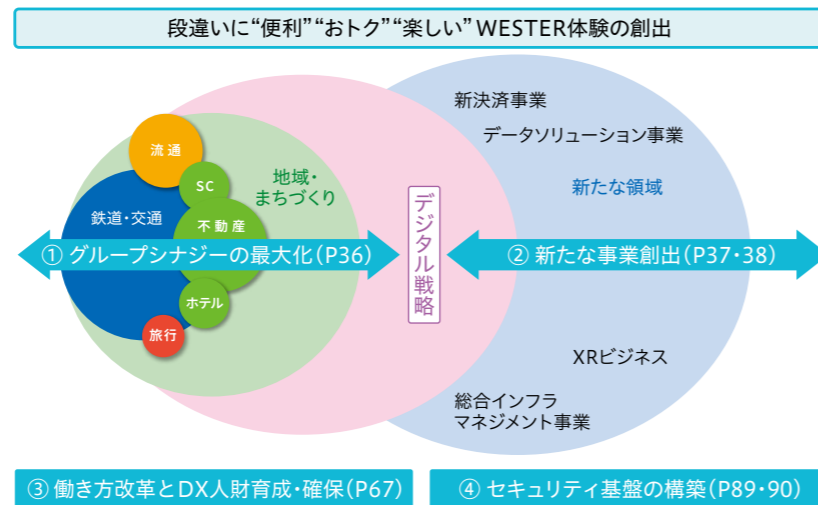 段違いに“便利”“おトク”“楽しい”WESTER体験の創出
新決済事業
データソリューション事業
流通
SC
地域・
まちづくり
新たな領域
鉄道・交通
不動産
デジタル戦略
① グループシナジーの最大化（P36）
② 新たな事業創出（P37・38）
ホテル
旅行
XRビジネス
総合インフラ
マネジメント事業
③ 働き方改革とDX人財育成・確保（P67）
④ セキュリティ基盤の構築（P89・90）